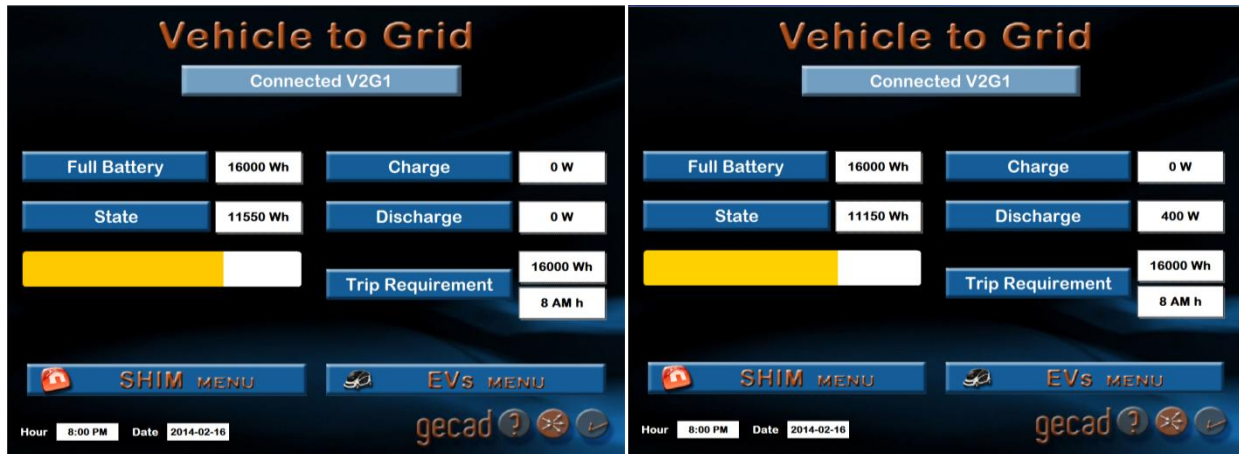 Vehicle to Grid
Connected V2G1
Full Battery 16000 Wh Charge 0 W
State 11550 Wh Discharge 0 W
Trip Requirement 16000 Wh
8 AM h
SHIM MENU EVs MENU
Hour 8:00 PM Date 2014-02-16 gecad ?
Vehicle to Grid
Connected V2G1
Full Battery 16000 Wh Charge 0 W
State 11150 Wh Discharge 400 W
Trip Requirement 16000 Wh
8 AM h
SHIM MENU EVs MENU
Hour 8:00 PM Date 2014-02-16 gecad ?